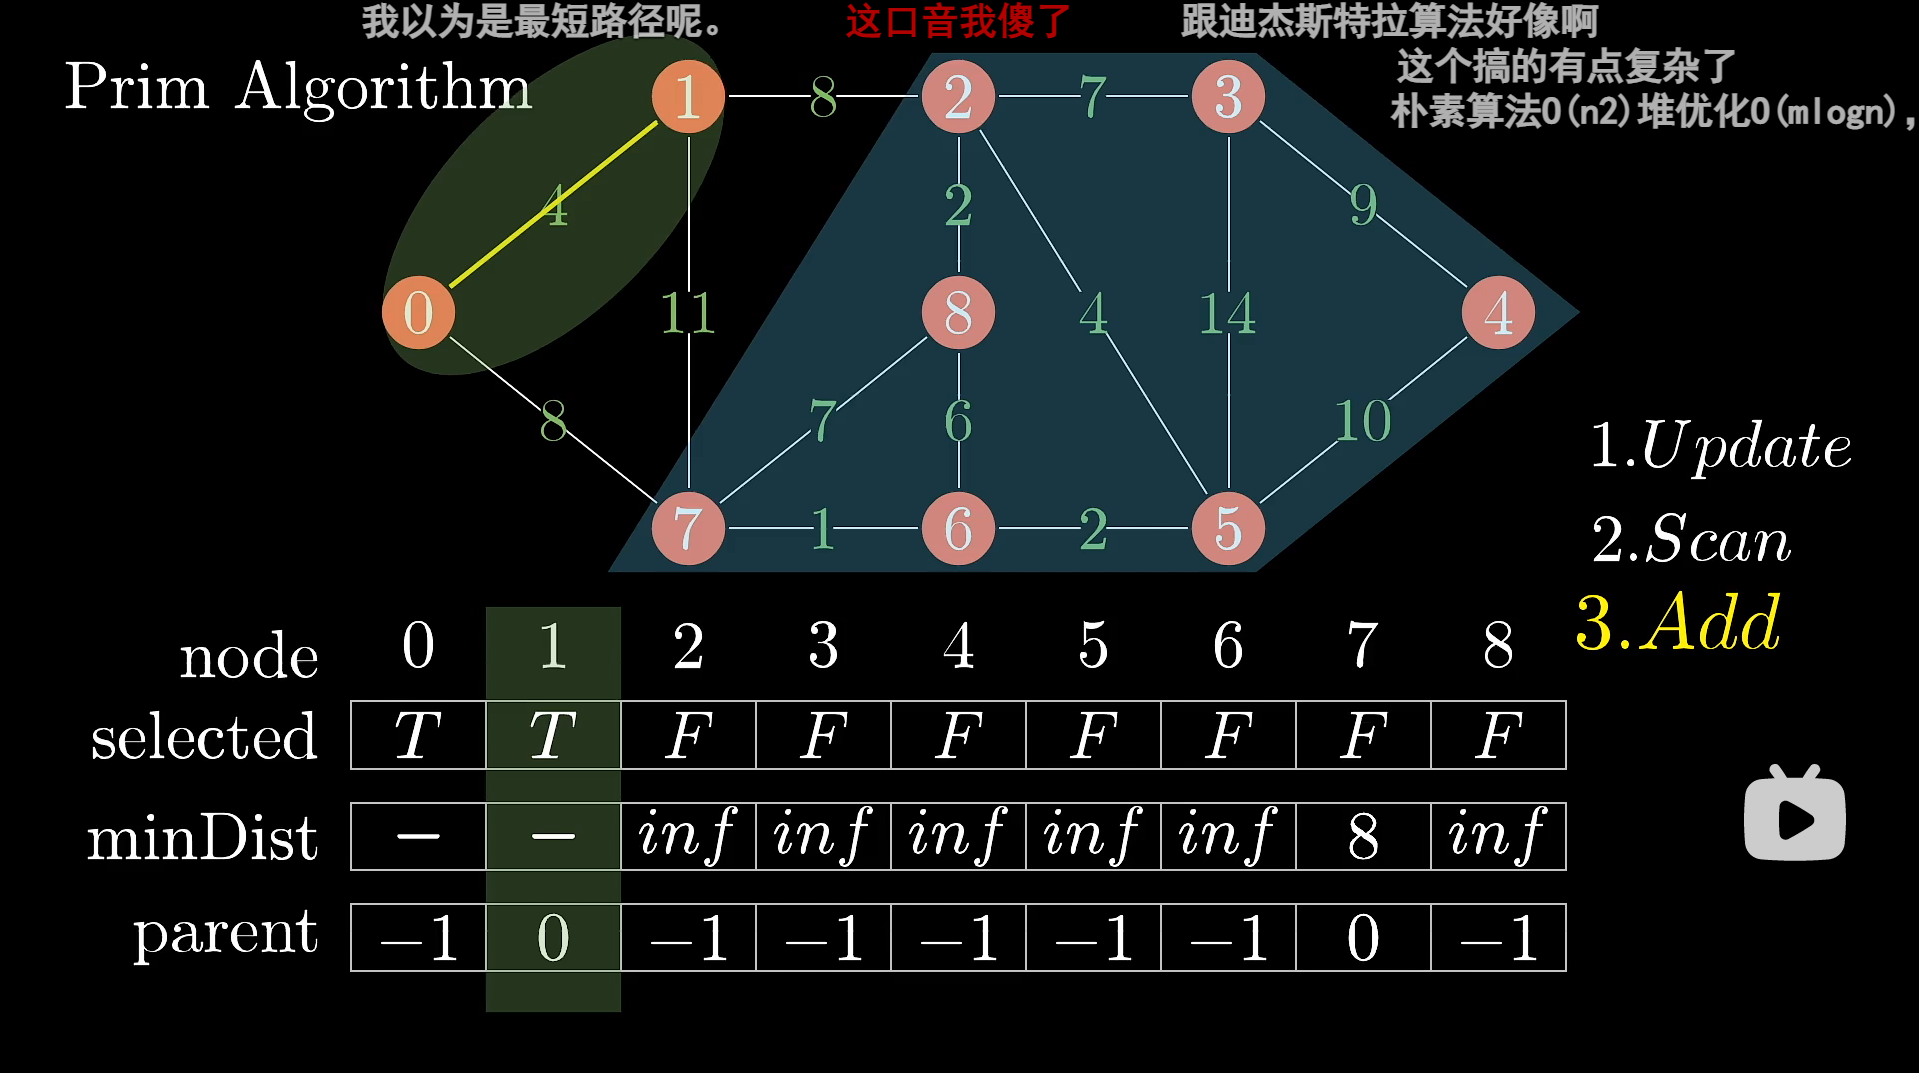 我以为是最短路径呢。 这口音我傻了 跟迪杰斯特拉算法好像啊
这个搞的有点复杂了
朴素算法O(n2)堆优化O(mlogn)，
Prim Algorithm
1 8 2 7 3
4 2 9
0 11 8 4 14 4
8 7 6 10
7 1 6 2 5
1.Update
2.Scan
3.Add
node 0 1 2 3 4 5 6 7 8
selected T T F F F F F F F
minDist − − inf inf inf inf inf 8 inf
parent −1 0 −1 −1 −1 −1 −1 0 −1